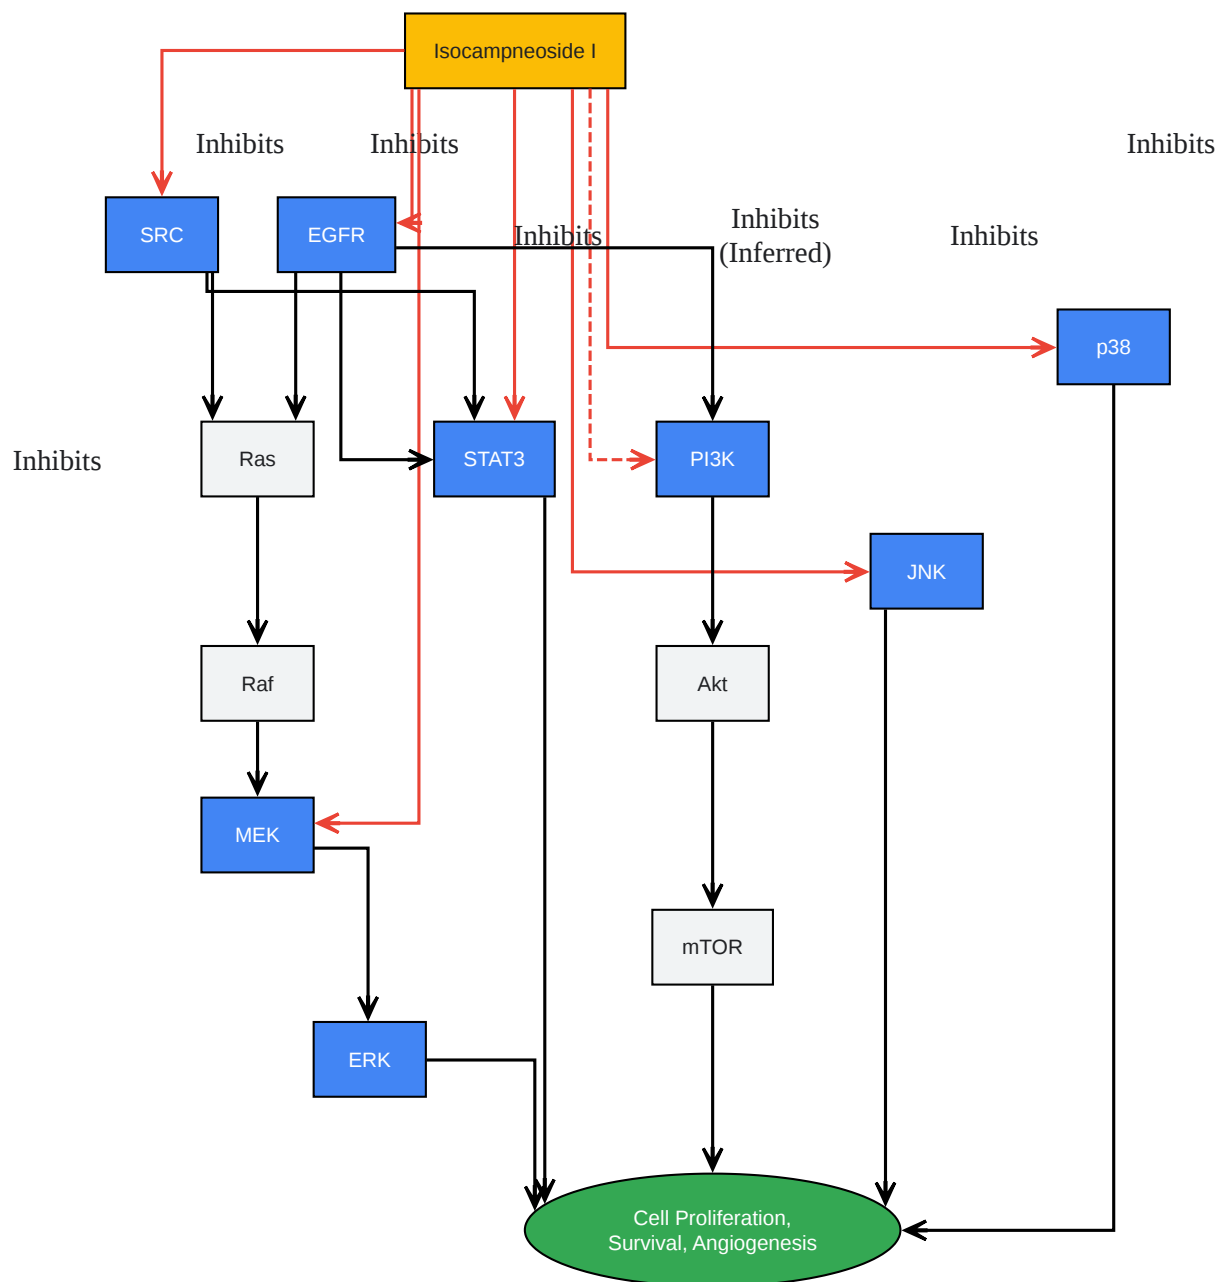 Isocampneoside I
Inhibits
Inhibits
Inhibits
SRC
EGFR
Inhibits
Inhibits
(Inferred)
Inhibits
p38
Inhibits
Ras
STAT3
PI3K
JNK
Raf
Akt
MEK
mTOR
ERK
Cell Proliferation,
Survival, Angiogenesis